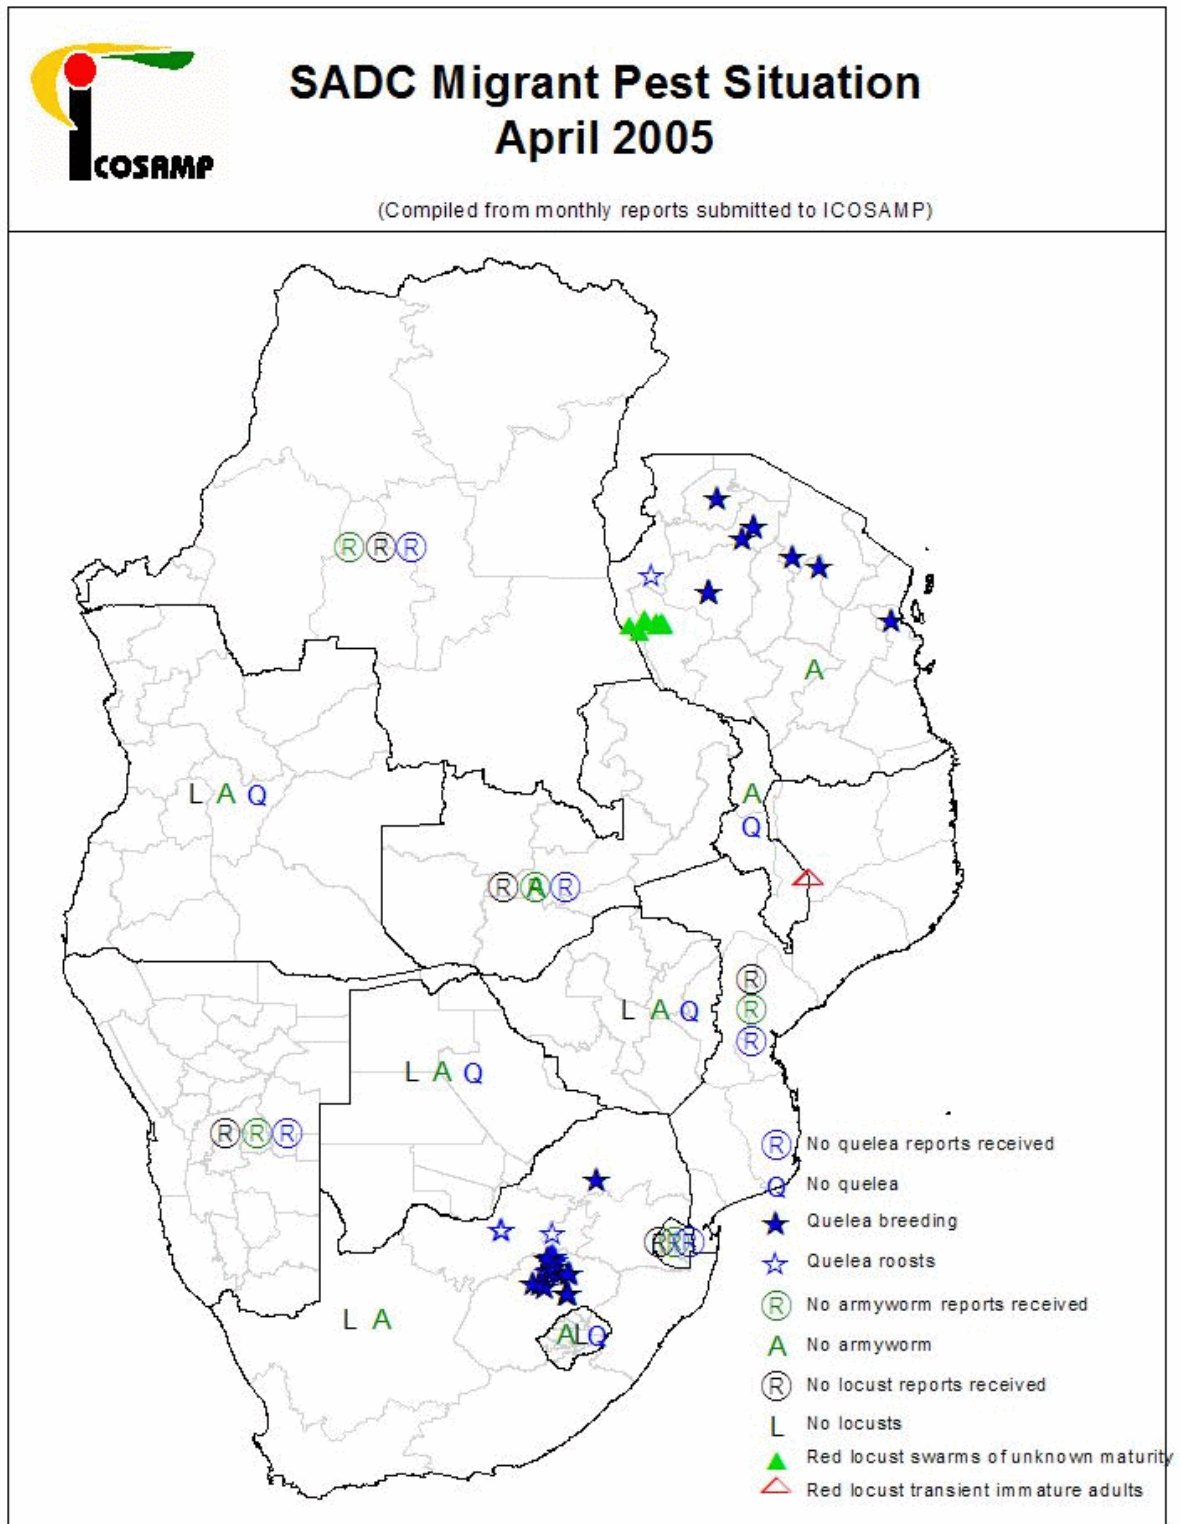 COSAMP
SADC Migrant Pest Situation
April 2005
(Compiled from monthly reports submitted to ICOSAMP)
R R R
A
L A Q
A
Q
R R A R
R
R
R
L A Q
L A Q
R R R
R R R
L A
A L Q
R No quelea reports received
Q No quelea
Quelea breeding
Quelea roosts
R No armyworm reports received
A No armyworm
R No locust reports received
L No locusts
Red locust swarms of unknown maturity
Red locust transient immature adults